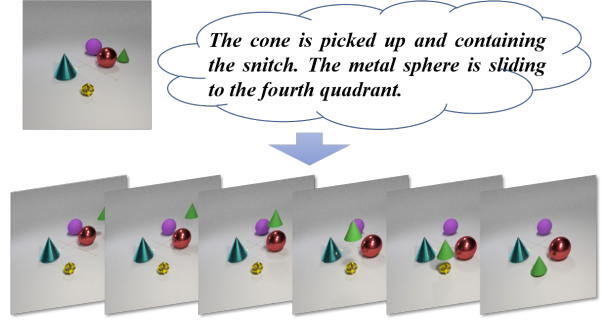 The cone is picked up and containing
the snitch. The metal sphere is sliding
to the fourth quadrant.